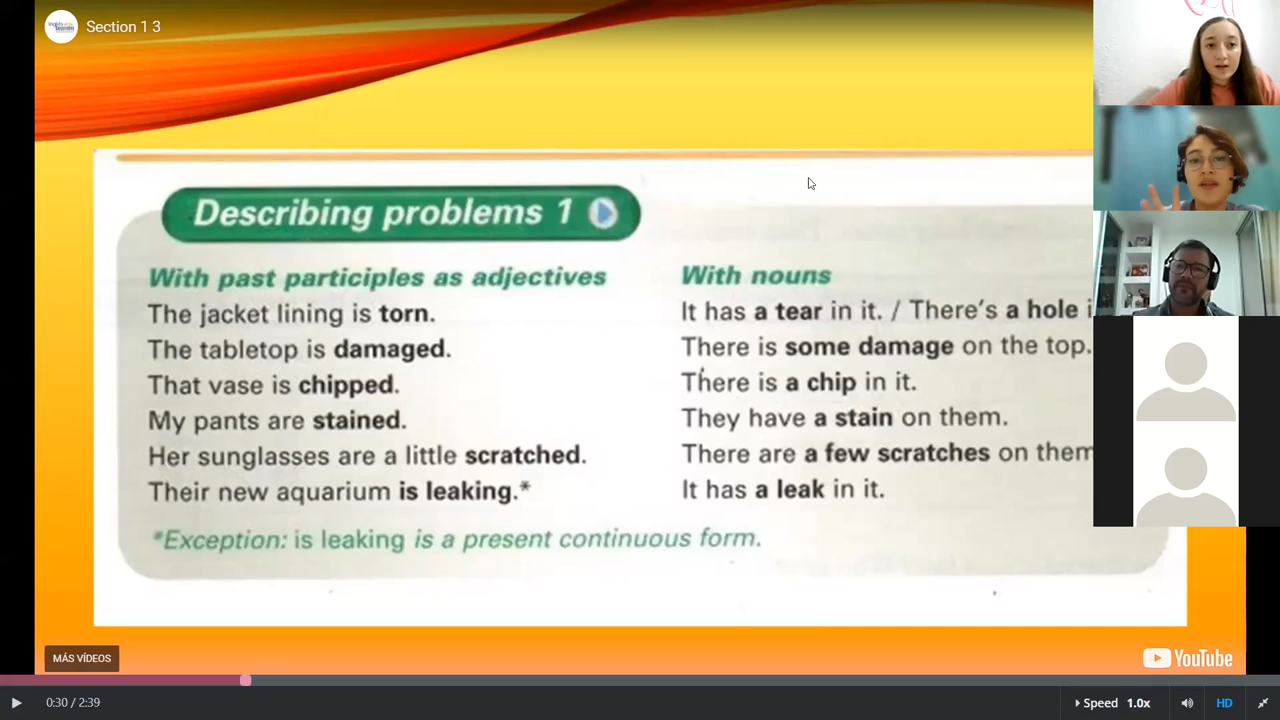 Section 1 3
Describing problems 1
With past participles as adjectives
The jacket lining is torn.
The tabletop is damaged.
That vase is chipped.
My pants are stained.
Her sunglasses are a little scratched.
Their new aquarium is leaking.*
With nouns
It has a tear in it. / There's a hole i
There is some damage on the top.
There is a chip in it.
They have a stain on them.
There are a few scratches on them
It has a leak in it.
*Exception: is leaking is a present continuous form.
MÁS VÍDEOS
YouTube
0:30 / 2:39
Speed 1.0x
HD